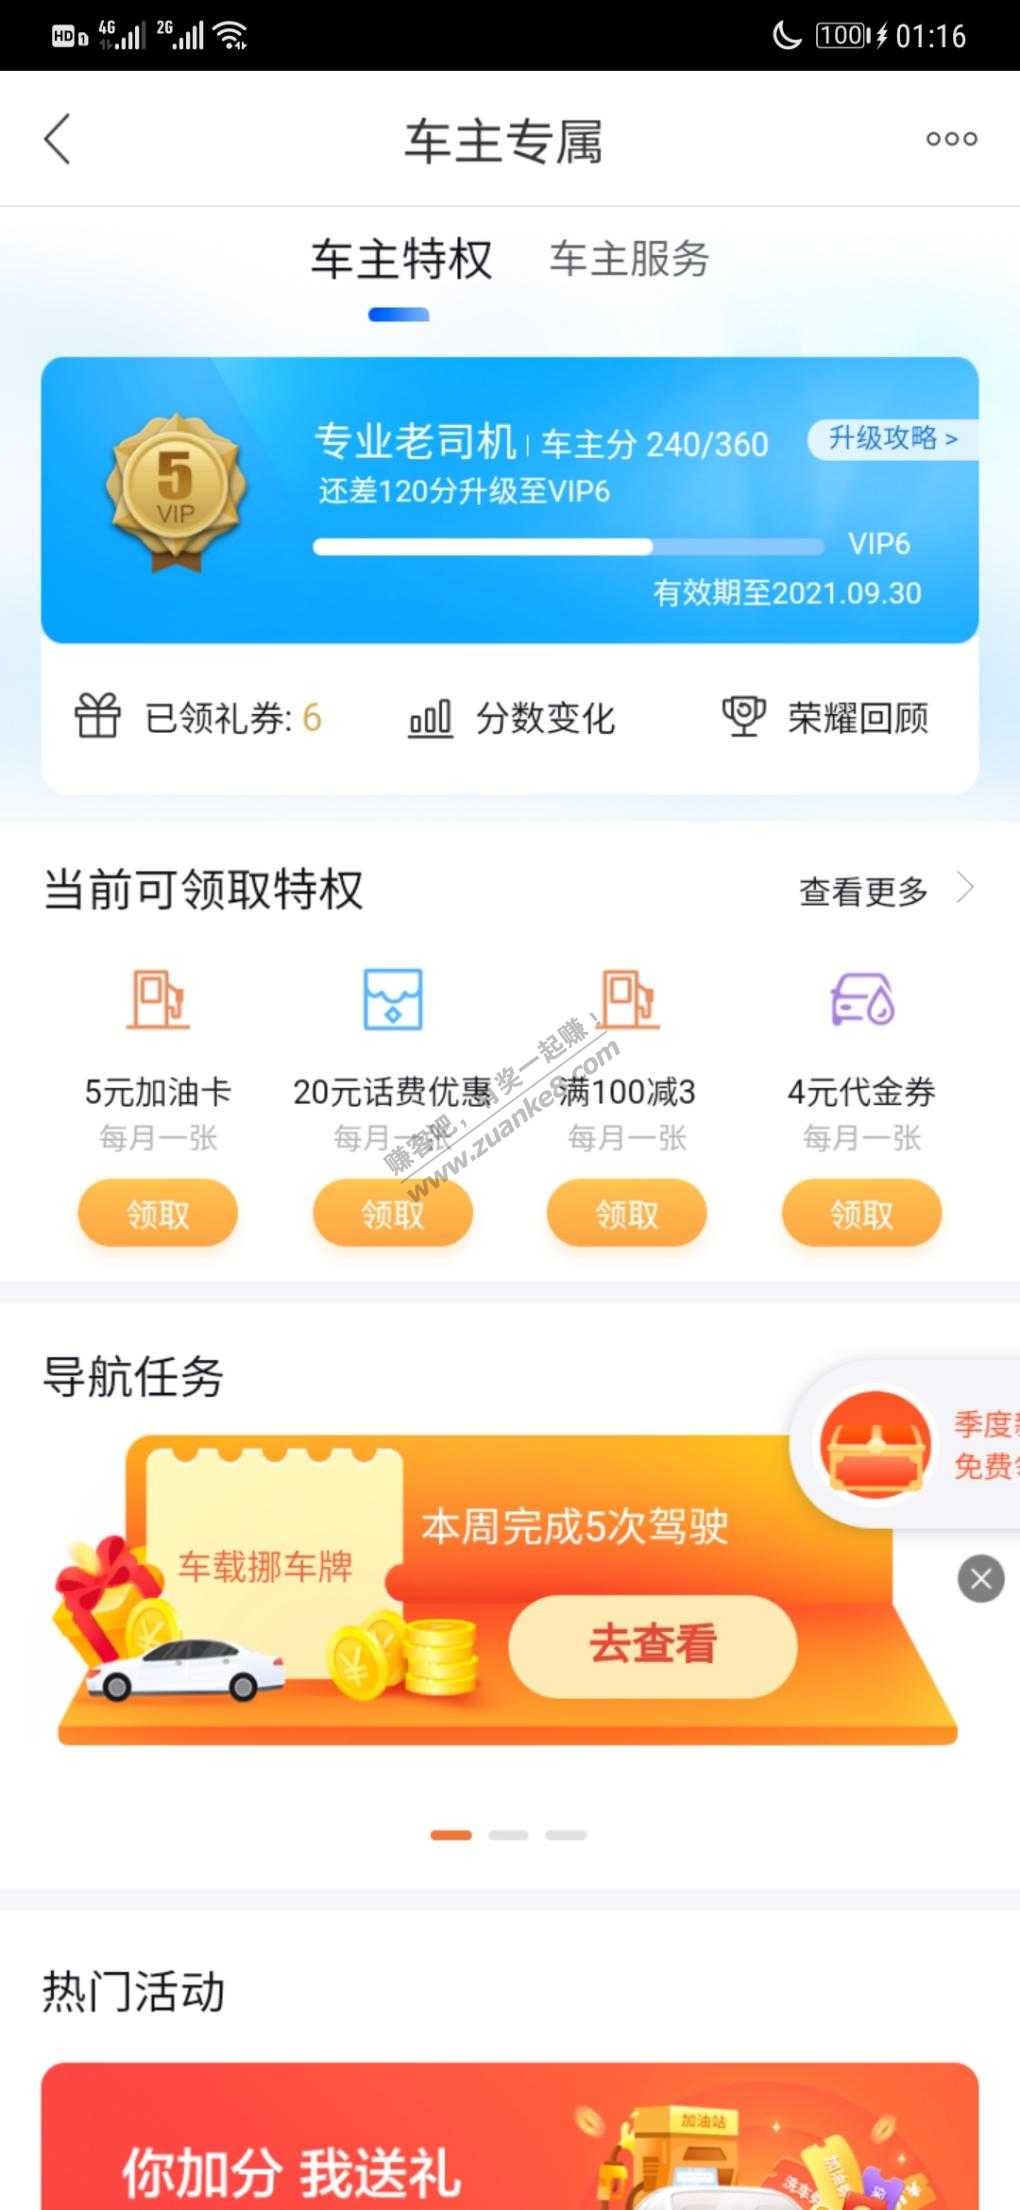 HD 1 4G 2G 100 01:16
车主专属
车主特权 车主服务
专业老司机 | 车主分 240/360 升级攻略 >
还差120分升级至VIP6
5
VIP
VIP6
有效期至2021.09.30
已领礼券: 6 分数变化 荣耀回顾
当前可领取特权 查看更多
5元加油卡 20元话费优惠 满100减3 4元代金券
每月一张 每月一张 每月一张 每月一张
领取 领取 领取 领取
赚客吧,有奖一起赚!
www.zuanke8.com
导航任务
季度
免费
车载挪车牌
本周完成5次驾驶
去查看
热门活动
加油站
你加分 我送礼